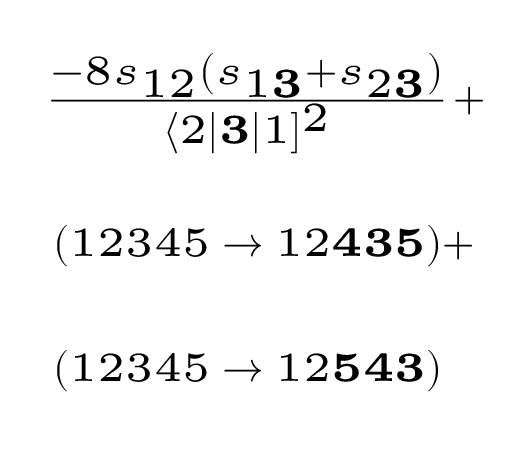 −8s₁₂(s₁𝟑+s₂𝟑)
⟨2|𝟑|1]² +
(12345 → 12𝟒𝟑𝟓)+
(12345 → 12𝟓𝟒𝟑)